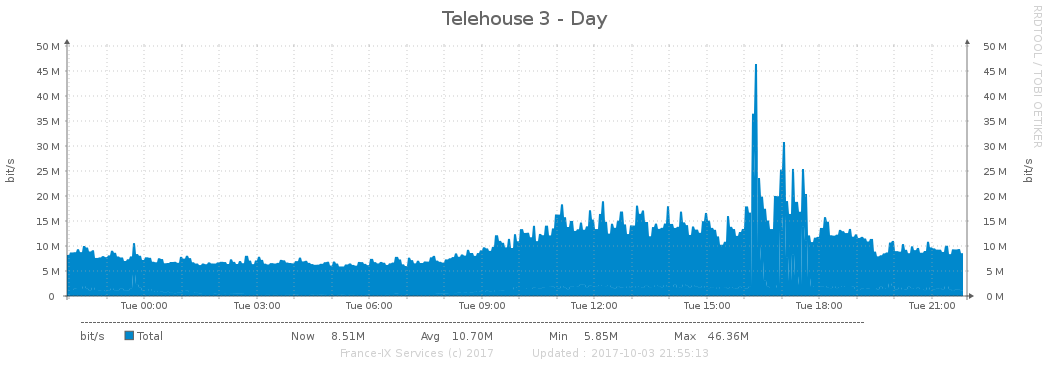 Telehouse 3 - Day
RRDTOOL / TOBI OETIKER
bit/s
50 M 50 M
45 M 45 M
40 M 40 M
35 M 35 M
30 M 30 M
25 M 25 M
20 M 20 M
15 M 15 M
10 M 10 M
5 M 5 M
0 0 M
bit/s
Tue 00:00 Tue 03:00 Tue 06:00 Tue 09:00 Tue 12:00 Tue 15:00 Tue 18:00 Tue 21:00
bit/s Total Now 8.51M Avg 10.70M Min 5.85M Max 46.36M
France-IX Services (c) 2017 Updated : 2017-10-03 21:55:13